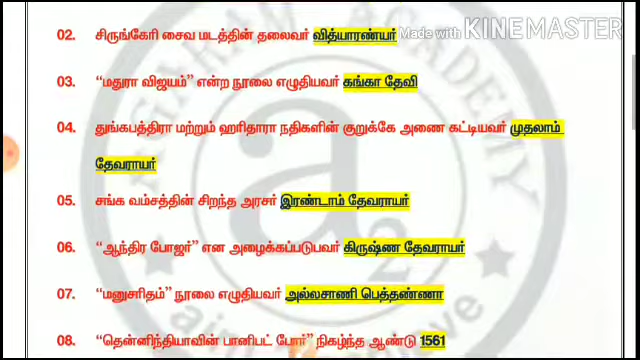 Made with KINEMASTER
02. சிருங்கேரி சைவ மடத்தின் தலைவர் வித்யாரண்யர்
03. "மதுரா விஜயம்" என்ற நூலை எழுதியவர் கங்கா தேவி
04. துங்கபத்திரா மற்றும் ஹரிதாரா நதிகளின் குறுக்கே அணை கட்டியவர் முதலாம்
தேவராயர்
05. சங்க வம்சத்தின் சிறந்த அரசர் இரண்டாம் தேவராயர்
06. "ஆந்திர போஜர்" என அழைக்கப்படுபவர் கிருஷ்ண தேவராயர்
07. "மனுசரிதம்" நூலை எழுதியவர் அல்லசாணி பெத்தண்ணா
08. "தென்னிந்தியாவின் பானிபட் போர்" நிகழ்ந்த ஆண்டு 1561
AGARAM ACADEMY
a2